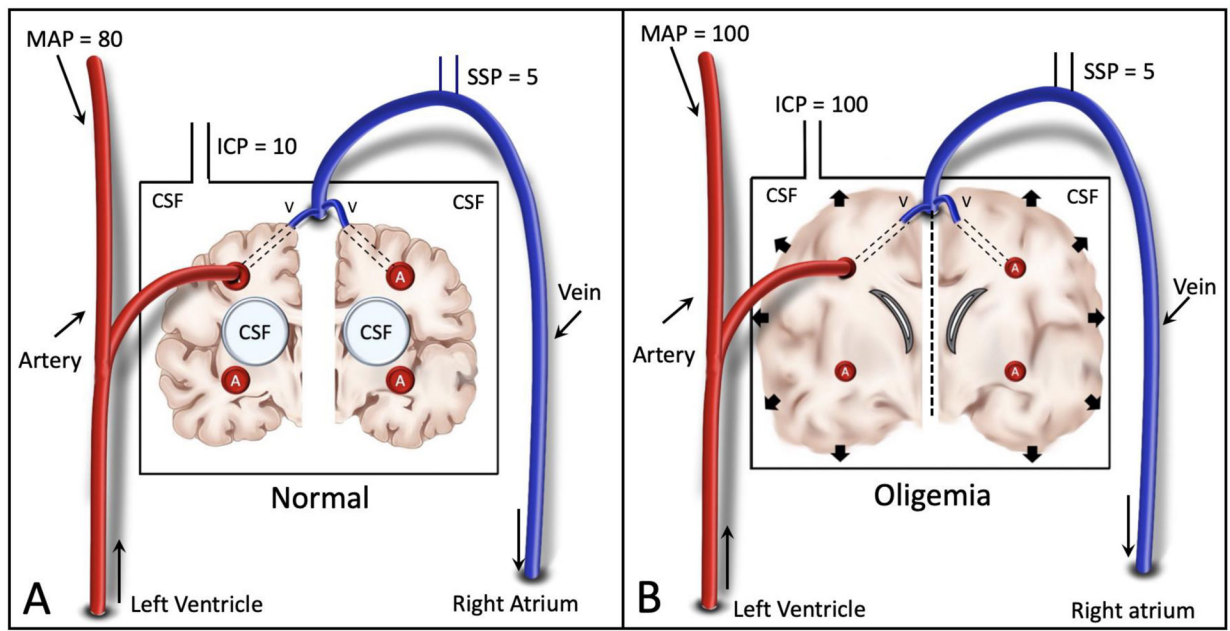 MAP = 80
SSP = 5
ICP = 10
CSF
CSF
v
v
A
CSF
CSF
A
A
Artery
Vein
Normal
A
Left Ventricle
Right Atrium
MAP = 100
SSP = 5
ICP = 100
CSF
CSF
v
v
A
A
A
Artery
Vein
Oligemia
B
Left Ventricle
Right atrium